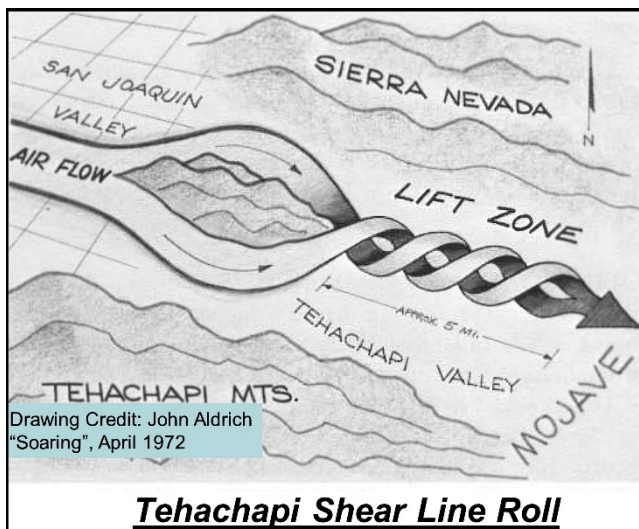 SAN JOAQUIN
VALLEY
AIR FLOW
SIERRA NEVADA
N
LIFT ZONE
APPROX. 5 MI.
TEHACHAPI VALLEY
MOJAVE
TEHACHAPI MTS.
Drawing Credit: John Aldrich
“Soaring”, April 1972
Tehachapi Shear Line Roll